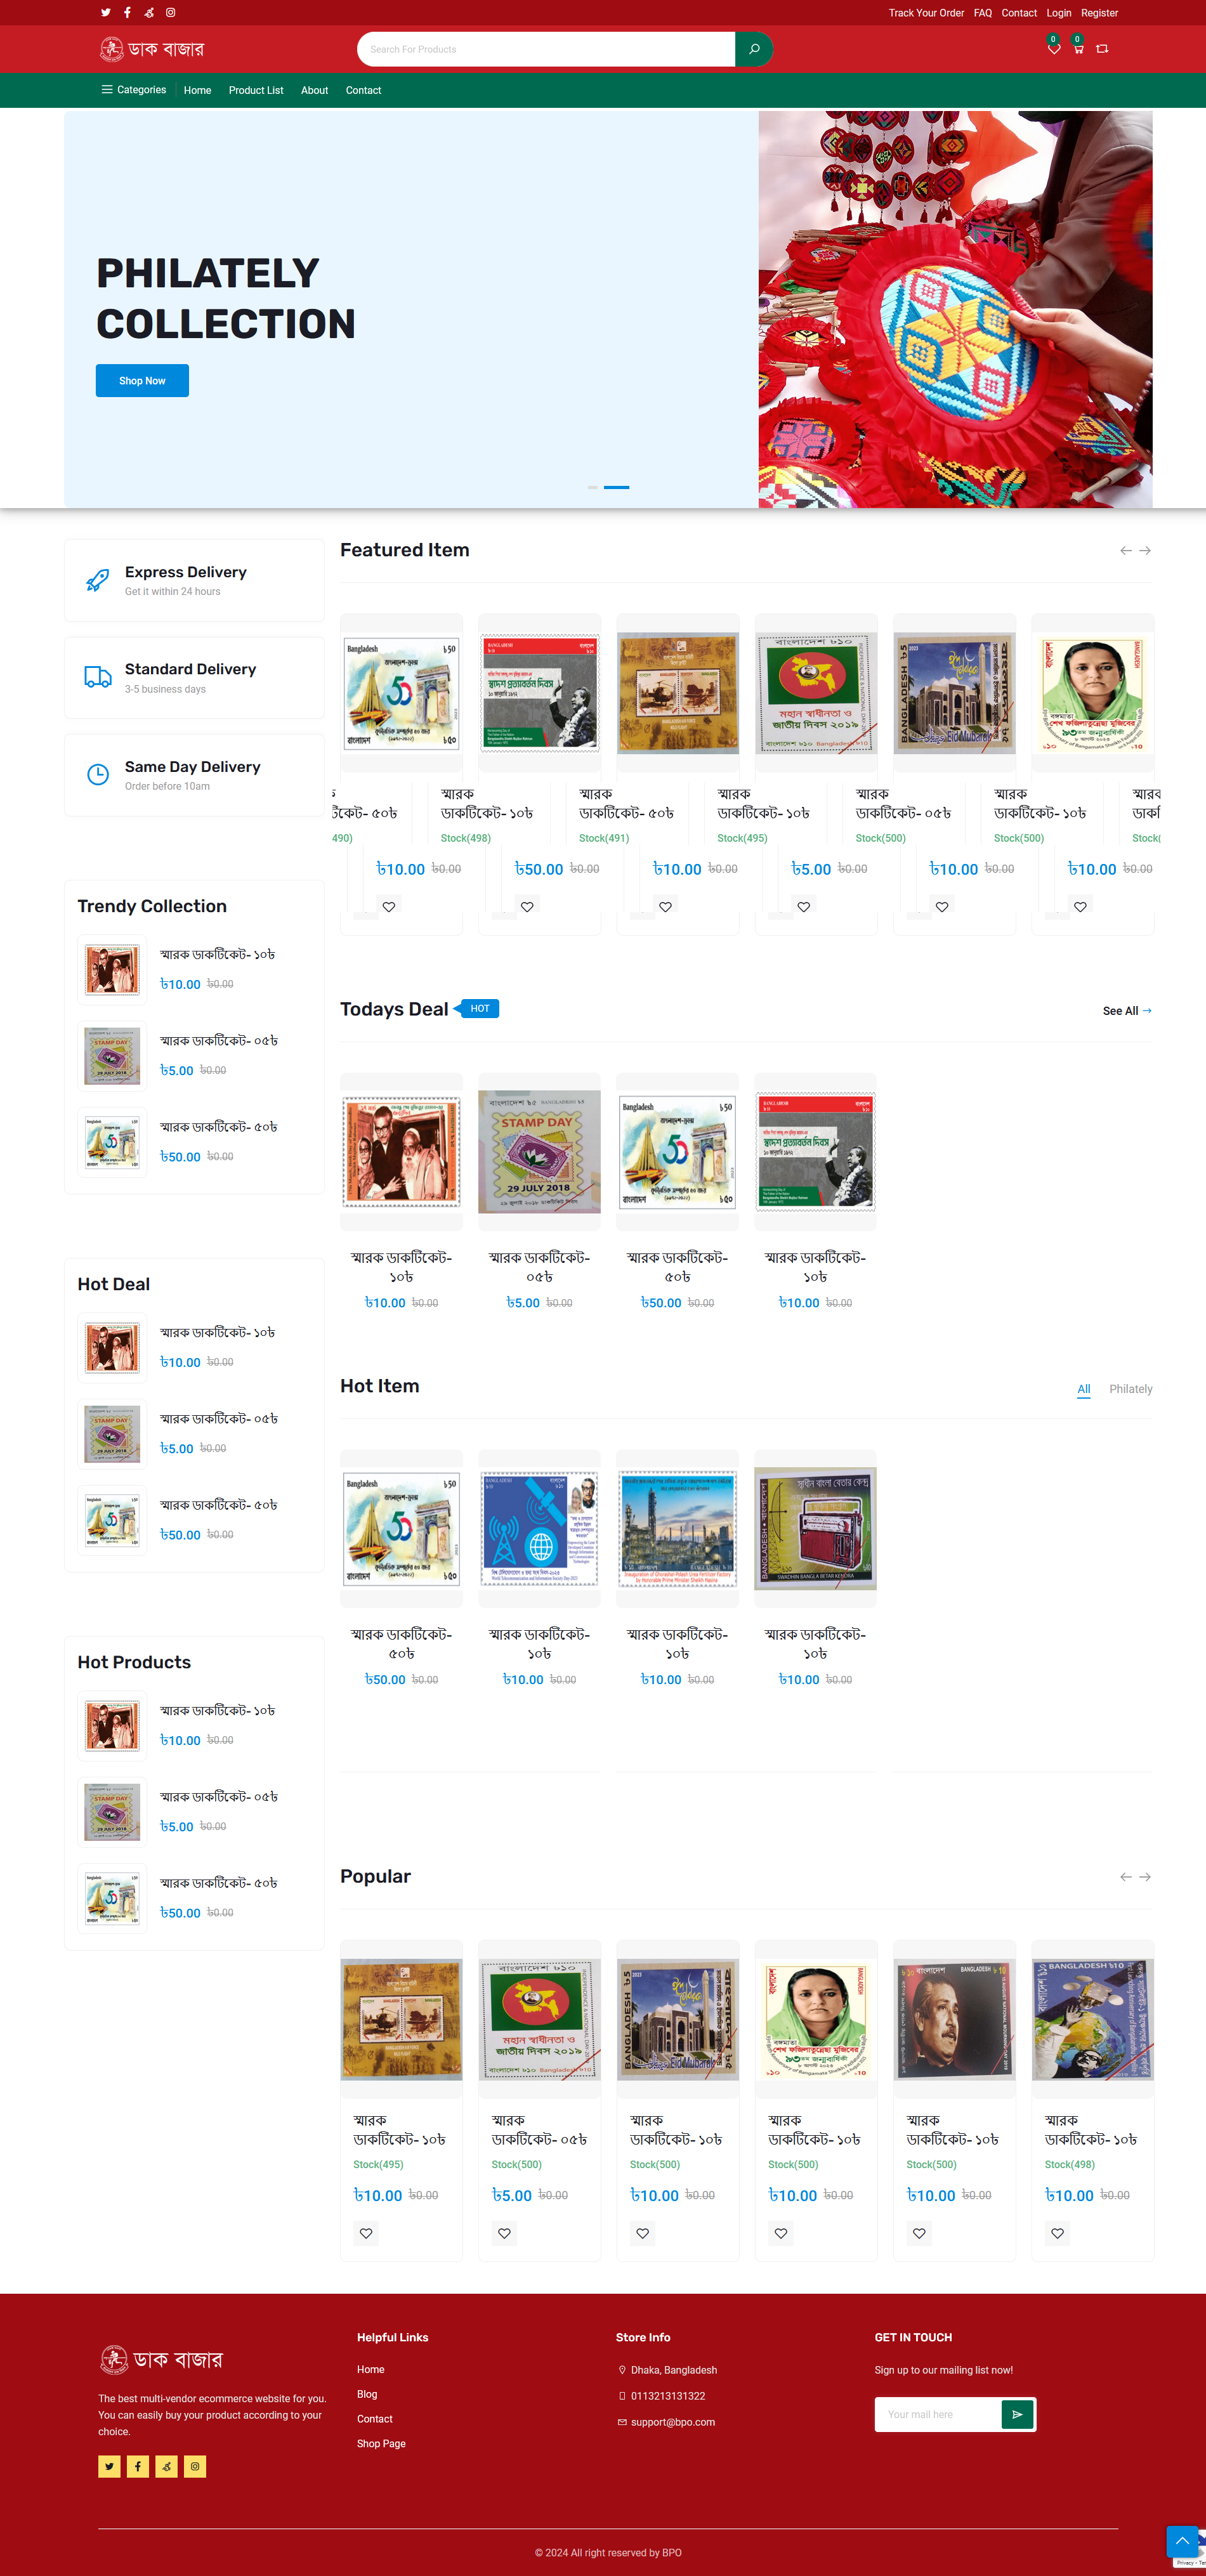 Track Your Order FAQ Contact Login Register
ডাক বাজার
Search For Products
0 0
Categories Home Product List About Contact
PHILATELY
COLLECTION
Shop Now
Express Delivery
Get it within 24 hours
Standard Delivery
3-5 business days
Same Day Delivery
Order before 10am
Trendy Collection
স্মারক ডাকটিকেট- ১০৳
৳10.00 ৳0.00
স্মারক ডাকটিকেট- ০৫৳
৳5.00 ৳0.00
স্মারক ডাকটিকেট- ৫০৳
৳50.00 ৳0.00
Hot Deal
স্মারক ডাকটিকেট- ১০৳
৳10.00 ৳0.00
স্মারক ডাকটিকেট- ০৫৳
৳5.00 ৳0.00
স্মারক ডাকটিকেট- ৫০৳
৳50.00 ৳0.00
Hot Products
স্মারক ডাকটিকেট- ১০৳
৳10.00 ৳0.00
স্মারক ডাকটিকেট- ০৫৳
৳5.00 ৳0.00
স্মারক ডাকটিকেট- ৫০৳
৳50.00 ৳0.00
Featured Item
স্মারক স্মারক স্মারক স্মারক স্মারক
৫০৳ ডাকটিকেট- ১০৳ ডাকটিকেট- ৫০৳ ডাকটিকেট- ১০৳ ডাকটিকেট- ০৫৳ ডাকটিকেট- ১০৳
490) Stock(498) Stock(491) Stock(495) Stock(500) Stock(500) Stock(
৳10.00 ৳0.00 ৳50.00 ৳0.00 ৳10.00 ৳0.00 ৳5.00 ৳0.00 ৳10.00 ৳0.00 ৳10.00 ৳0.00
Todays Deal HOT See All
স্মারক ডাকটিকেট- স্মারক ডাকটিকেট- স্মারক ডাকটিকেট- স্মারক ডাকটিকেট-
১০৳ ০৫৳ ৫০৳ ১০৳
৳10.00 ৳0.00 ৳5.00 ৳0.00 ৳50.00 ৳0.00 ৳10.00 ৳0.00
Hot Item All Philately
স্মারক ডাকটিকেট- স্মারক ডাকটিকেট- স্মারক ডাকটিকেট- স্মারক ডাকটিকেট-
৫০৳ ১০৳ ১০৳ ১০৳
৳50.00 ৳0.00 ৳10.00 ৳0.00 ৳10.00 ৳0.00 ৳10.00 ৳0.00
Popular
স্মারক স্মারক স্মারক স্মারক স্মারক স্মারক
ডাকটিকেট- ১০৳ ডাকটিকেট- ০৫৳ ডাকটিকেট- ১০৳ ডাকটিকেট- ১০৳ ডাকটিকেট- ১০৳ ডাকটিকেট- ১০৳
Stock(495) Stock(500) Stock(500) Stock(500) Stock(500) Stock(498)
৳10.00 ৳0.00 ৳5.00 ৳0.00 ৳10.00 ৳0.00 ৳10.00 ৳0.00 ৳10.00 ৳0.00 ৳10.00 ৳0.00
ডাক বাজার
The best multi-vendor ecommerce website for you.
You can easily buy your product according to your
choice.
Helpful Links
Home
Blog
Contact
Shop Page
Store Info
Dhaka, Bangladesh
0113213131322
support@bpo.com
GET IN TOUCH
Sign up to our mailing list now!
Your mail here
© 2024 All right reserved by BPO
Privacy - Ter